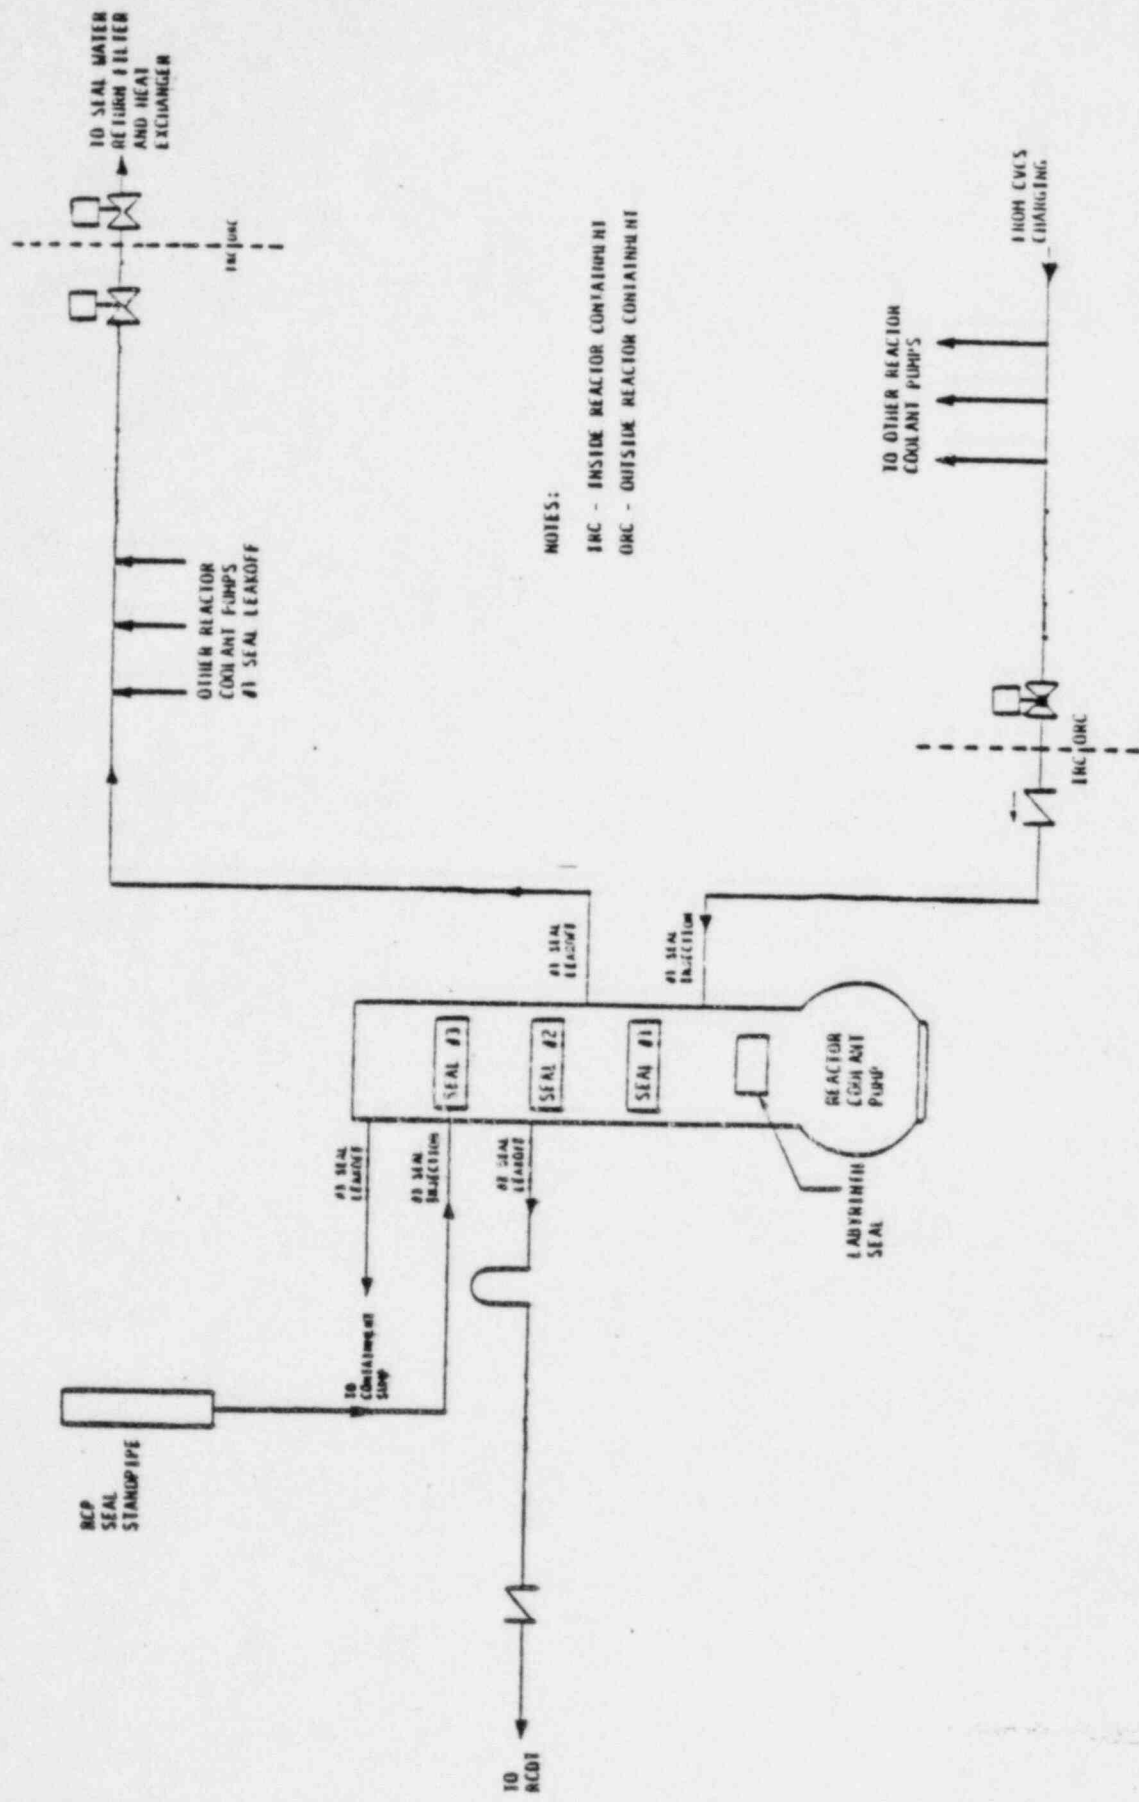 TO SEAL WATER
RETURN FILTER
AND HEAT
EXCHANGER
IRC|ORC
OTHER REACTOR
COOLANT PUMPS
#1 SEAL LEAKOFF
NOTES:
IRC - INSIDE REACTOR CONTAINMENT
ORC - OUTSIDE REACTOR CONTAINMENT
FROM CVCS
CHANGING
TO OTHER REACTOR
COOLANT PUMPS
IRC|ORC
#1 SEAL
LEAKOFF
#1 SEAL
INJECTION
SEAL #3
SEAL #2
SEAL #1
REACTOR
COOLANT
PUMP
#3 SEAL
LEAKOFF
#3 SEAL
INJECTION
#2 SEAL
LEAKOFF
LABYRINTH
SEAL
TO
CONTAINMENT
SUMP
RCP
SEAL
STANDPIPE
TO
RCDT